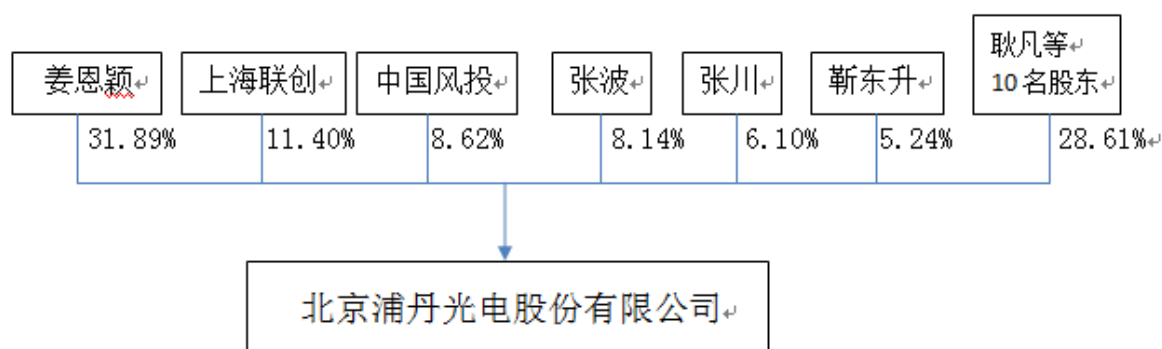 姜恩颖
上海联创
中国风投
张波
张川
靳东升
耿凡等
10 名股东
31.89%
11.40%
8.62%
8.14%
6.10%
5.24%
28.61%
北京浦丹光电股份有限公司